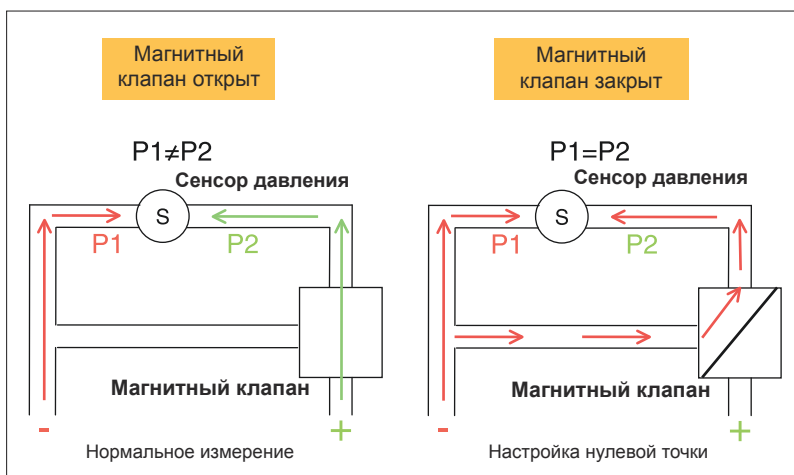 Магнитный
клапан открыт
P1≠P2
Сенсор давления
S
P1
P2
Магнитный клапан
-
+
Нормальное измерение
Магнитный
клапан закрыт
P1=P2
Сенсор давления
S
P1
P2
Магнитный клапан
-
+
Настройка нулевой точки